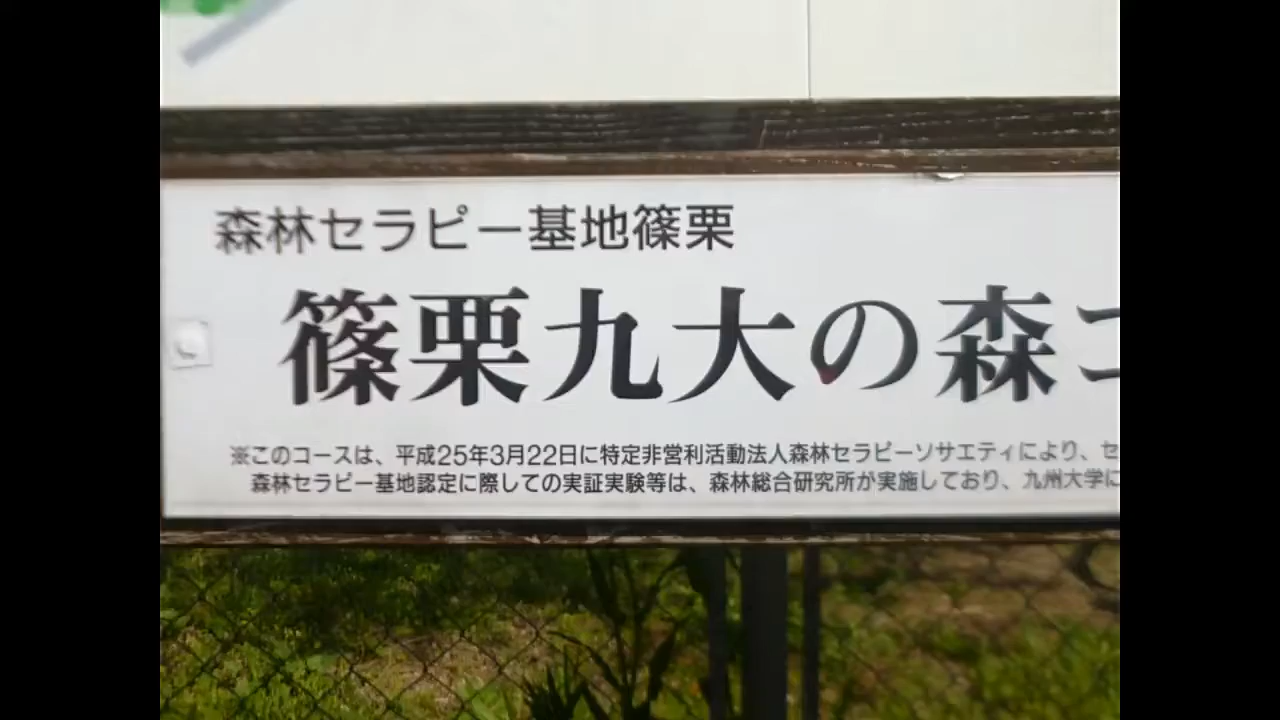 森林セラピー基地篠栗
篠栗九大の森コ
※このコースは、平成25年3月22日に特定非営利活動法人森林セラピーソサエティにより、セ
森林セラピー基地認定に際しての実証実験等は、森林総合研究所が実施しており、九州大学に